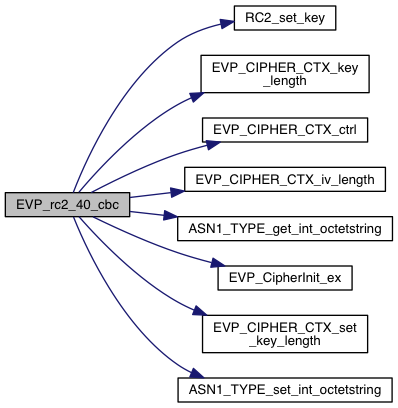 RC2_set_key
EVP_CIPHER_CTX_key
_length
EVP_CIPHER_CTX_ctrl
EVP_CIPHER_CTX_iv_length
EVP_rc2_40_cbc
ASN1_TYPE_get_int_octetstring
EVP_CipherInit_ex
EVP_CIPHER_CTX_set
_key_length
ASN1_TYPE_set_int_octetstring